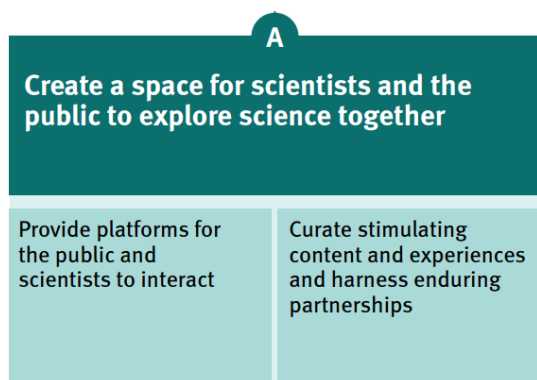 A
Create a space for scientists and the
public to explore science together
Provide platforms for
the public and
scientists to interact
Curate stimulating
content and experiences
and harness enduring
partnerships